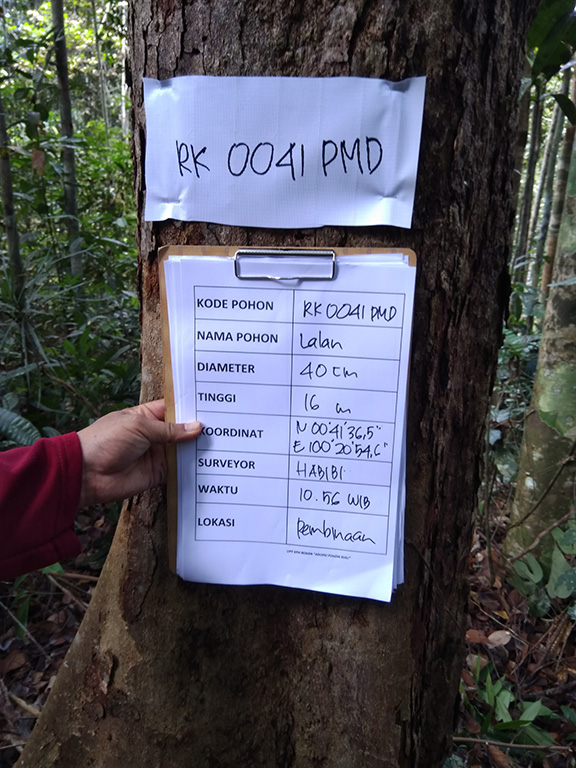 RK 0041 PMD
KODE POHON RK 0041 PMD
NAMA POHON Lalan
DIAMETER 40 cm
TINGGI 16 m
KOORDINAT N 00°41'36,5"
E 100°20'54,6"
SURVEYOR HABIBI
WAKTU 10.56 WIB
LOKASI Pembinaan